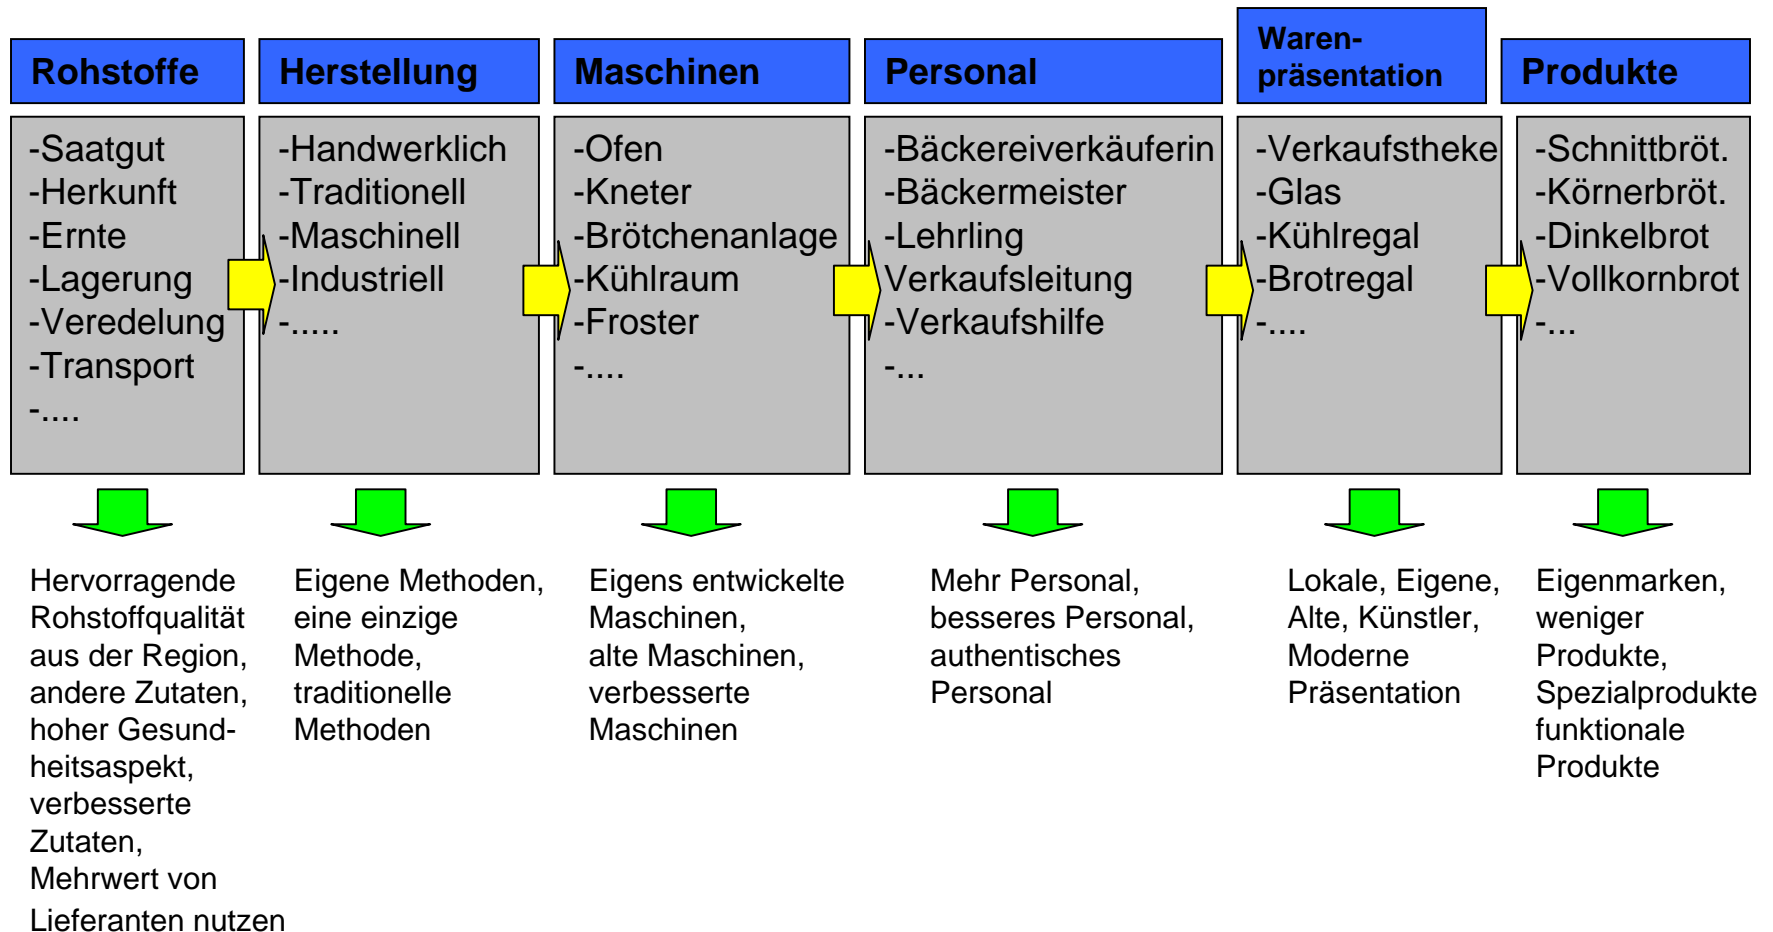 Rohstoffe
-Saatgut
-Herkunft
-Ernte
-Lagerung
-Veredelung
-Transport
-....
Hervorragende
Rohstoffqualität
aus der Region,
andere Zutaten,
hoher Gesund-
heitsaspekt,
verbesserte
Zutaten,
Mehrwert von
Lieferanten nutzen
Herstellung
-Handwerklich
-Traditionell
-Maschinell
-Industriell
-.....
Eigene Methoden,
eine einzige
Methode,
traditionelle
Methoden
Maschinen
-Ofen
-Kneter
-Brötchenanlage
-Kühlraum
-Froster
-....
Eigens entwickelte
Maschinen,
alte Maschinen,
verbesserte
Maschinen
Personal
-Bäckereiverkäuferin
-Bäckermeister
-Lehrling
Verkaufsleitung
-Verkaufshilfe
-...
Mehr Personal,
besseres Personal,
authentisches
Personal
Waren-
präsentation
-Verkaufstheke
-Glas
-Kühlregal
-Brotregal
-....
Lokale, Eigene,
Alte, Künstler,
Moderne
Präsentation
Produkte
-Schnittbröt.
-Körnerbröt.
-Dinkelbrot
-Vollkornbrot
-...
Eigenmarken,
weniger
Produkte,
Spezialprodukte
funktionale
Produkte